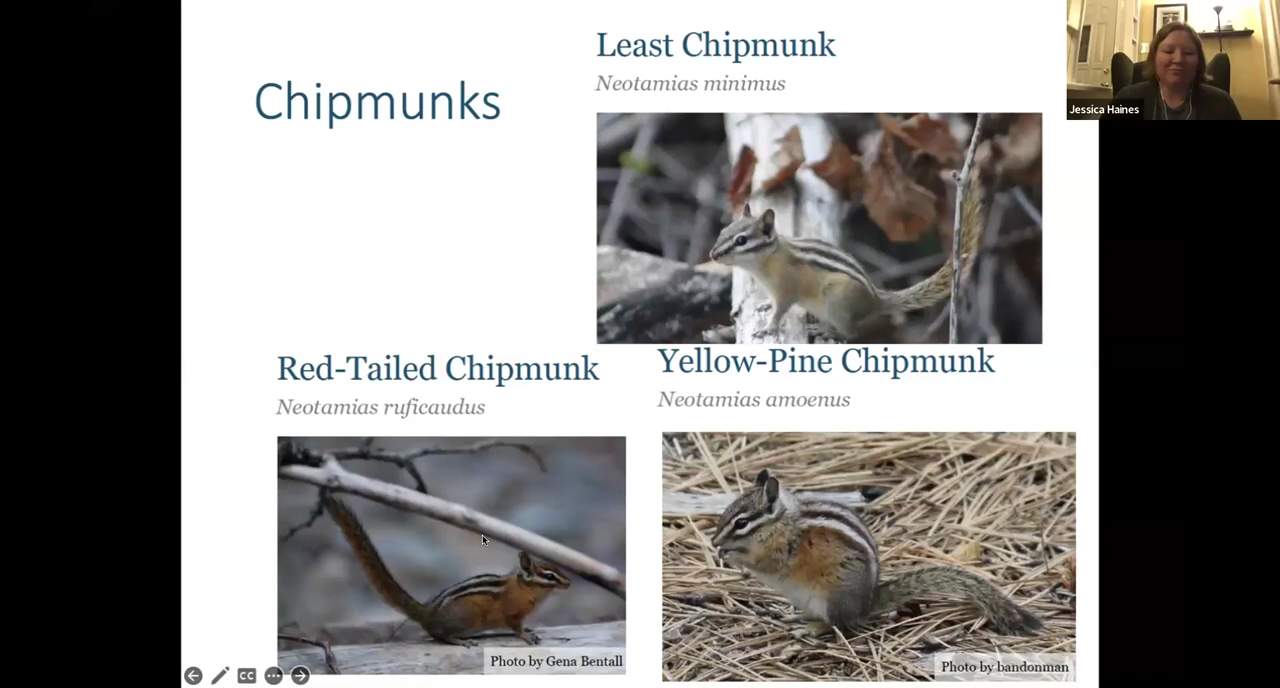 Chipmunks
Least Chipmunk
Neotamias minimus
Jessica Haines
Red-Tailed Chipmunk
Neotamias ruficaudus
Yellow-Pine Chipmunk
Neotamias amoenus
Photo by Gena Bentall
Photo by bandonman
CC